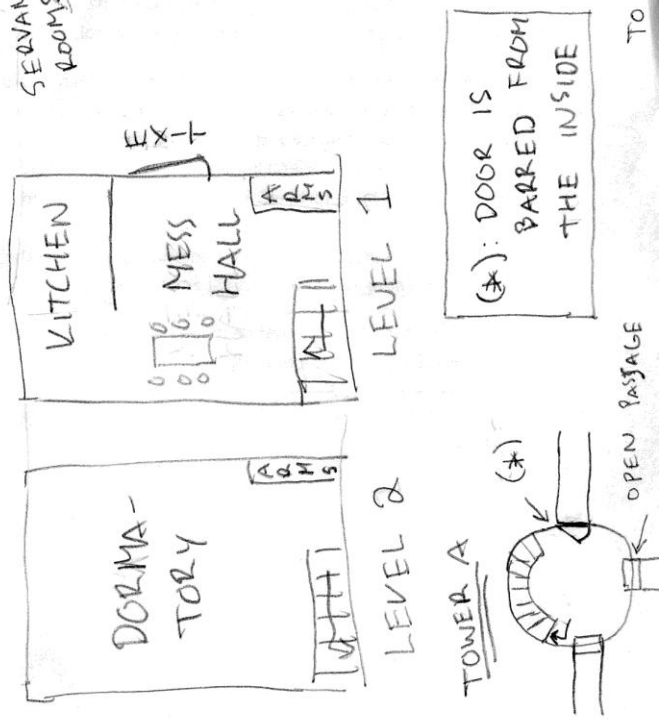 DORMA-
TORY
ARMS
LEVEL 2
KITCHEN
MESS
HALL
EXIT
ARMS
LEVEL 1
SERVAN
ROOMS
TOWER A
(*)
OPEN PASSAGE
(*): DOOR IS
BARRED FROM
THE INSIDE
TO